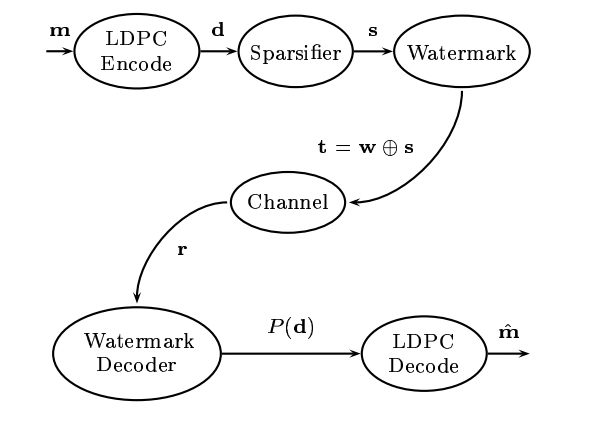 m
LDPC
Encode
d
Sparsifier
s
Watermark
t = w ⊕ s
Channel
r
Watermark
Decoder
P(d)
LDPC
Decode
m̂